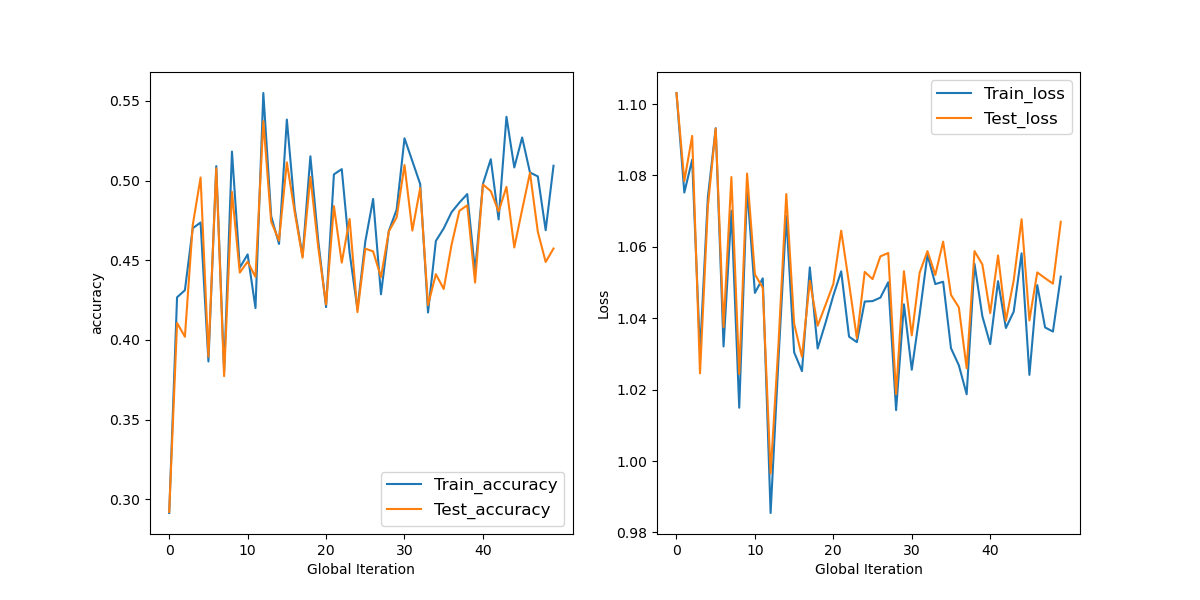 accuracy
0.55
0.50
0.45
0.40
0.35
0.30
Train_accuracy
Test_accuracy
0 10 20 30 40
Global Iteration
Loss
1.10
1.08
1.06
1.04
1.02
1.00
0.98
Train_loss
Test_loss
0 10 20 30 40
Global Iteration